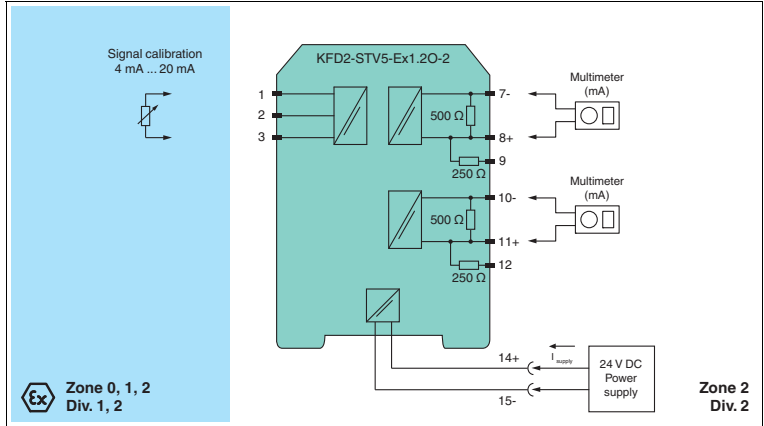 Signal calibration
4 mA ... 20 mA
KFD2-STV5-Ex1.2O-2
1
2
3
500 Ω
7-
8+
9
250 Ω
Multimeter
(mA)
500 Ω
10-
11+
12
250 Ω
Multimeter
(mA)
14+
15-
I supply
24 V DC
Power
supply
Ex
Zone 0, 1, 2
Div. 1, 2
Zone 2
Div. 2